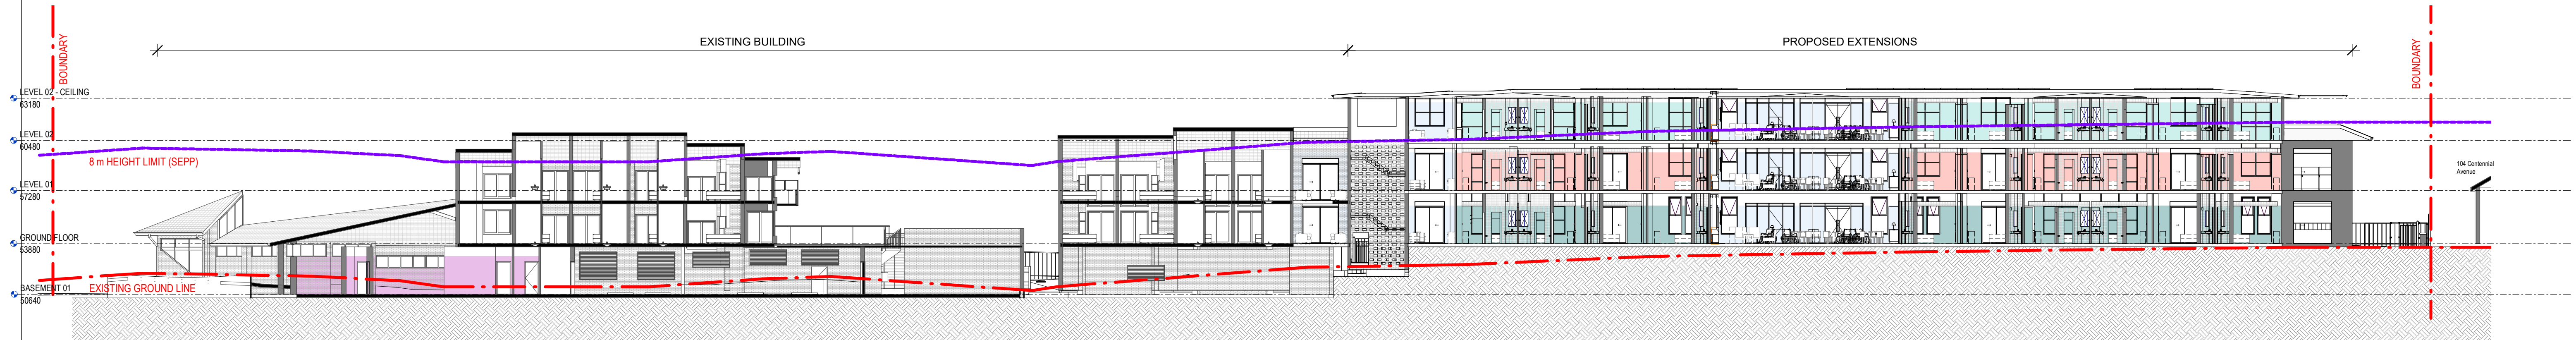 EXISTING BUILDING
PROPOSED EXTENSIONS
BOUNDARY
BOUNDARY
LEVEL 02 - CEILING
63180
LEVEL 02
60480
8 m HEIGHT LIMIT (SEPP)
104 Centennial
Avenue
LEVEL 01
57280
GROUND FLOOR
53880
BASEMENT 01
50640
EXISTING GROUND LINE